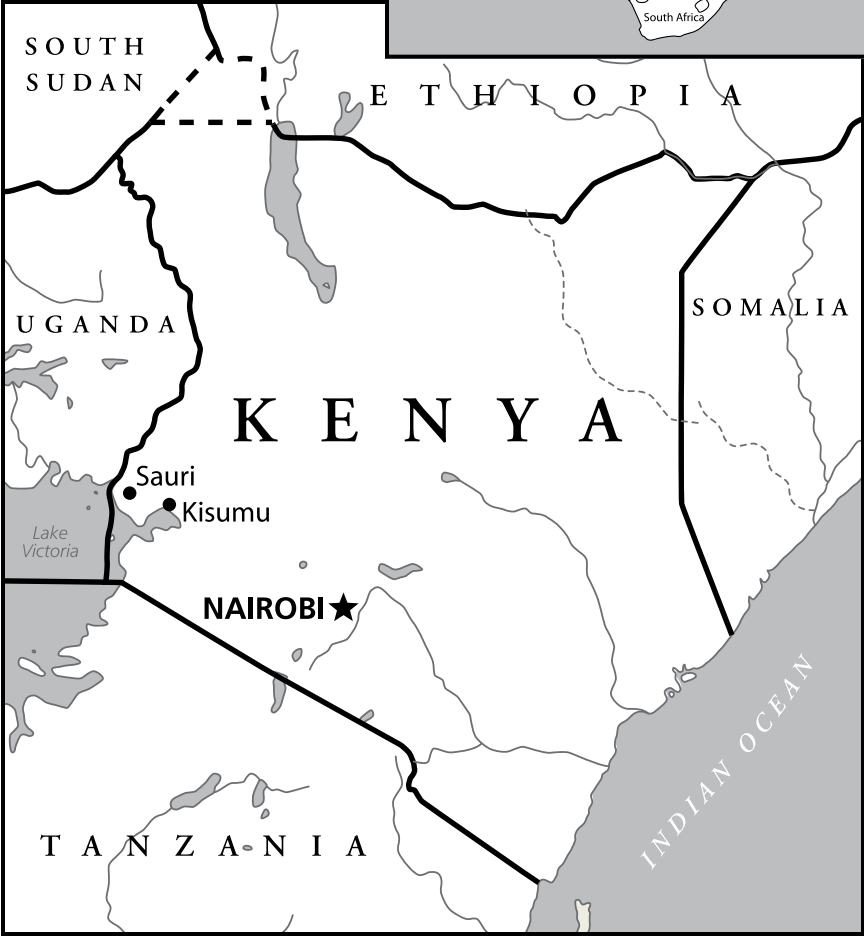 South Africa
SOUTH
SUDAN
ETHIOPIA
UGANDA
SOMALIA
KENYA
Sauri
Kisumu
Lake
Victoria
NAIROBI
INDIAN OCEAN
TANZANIA